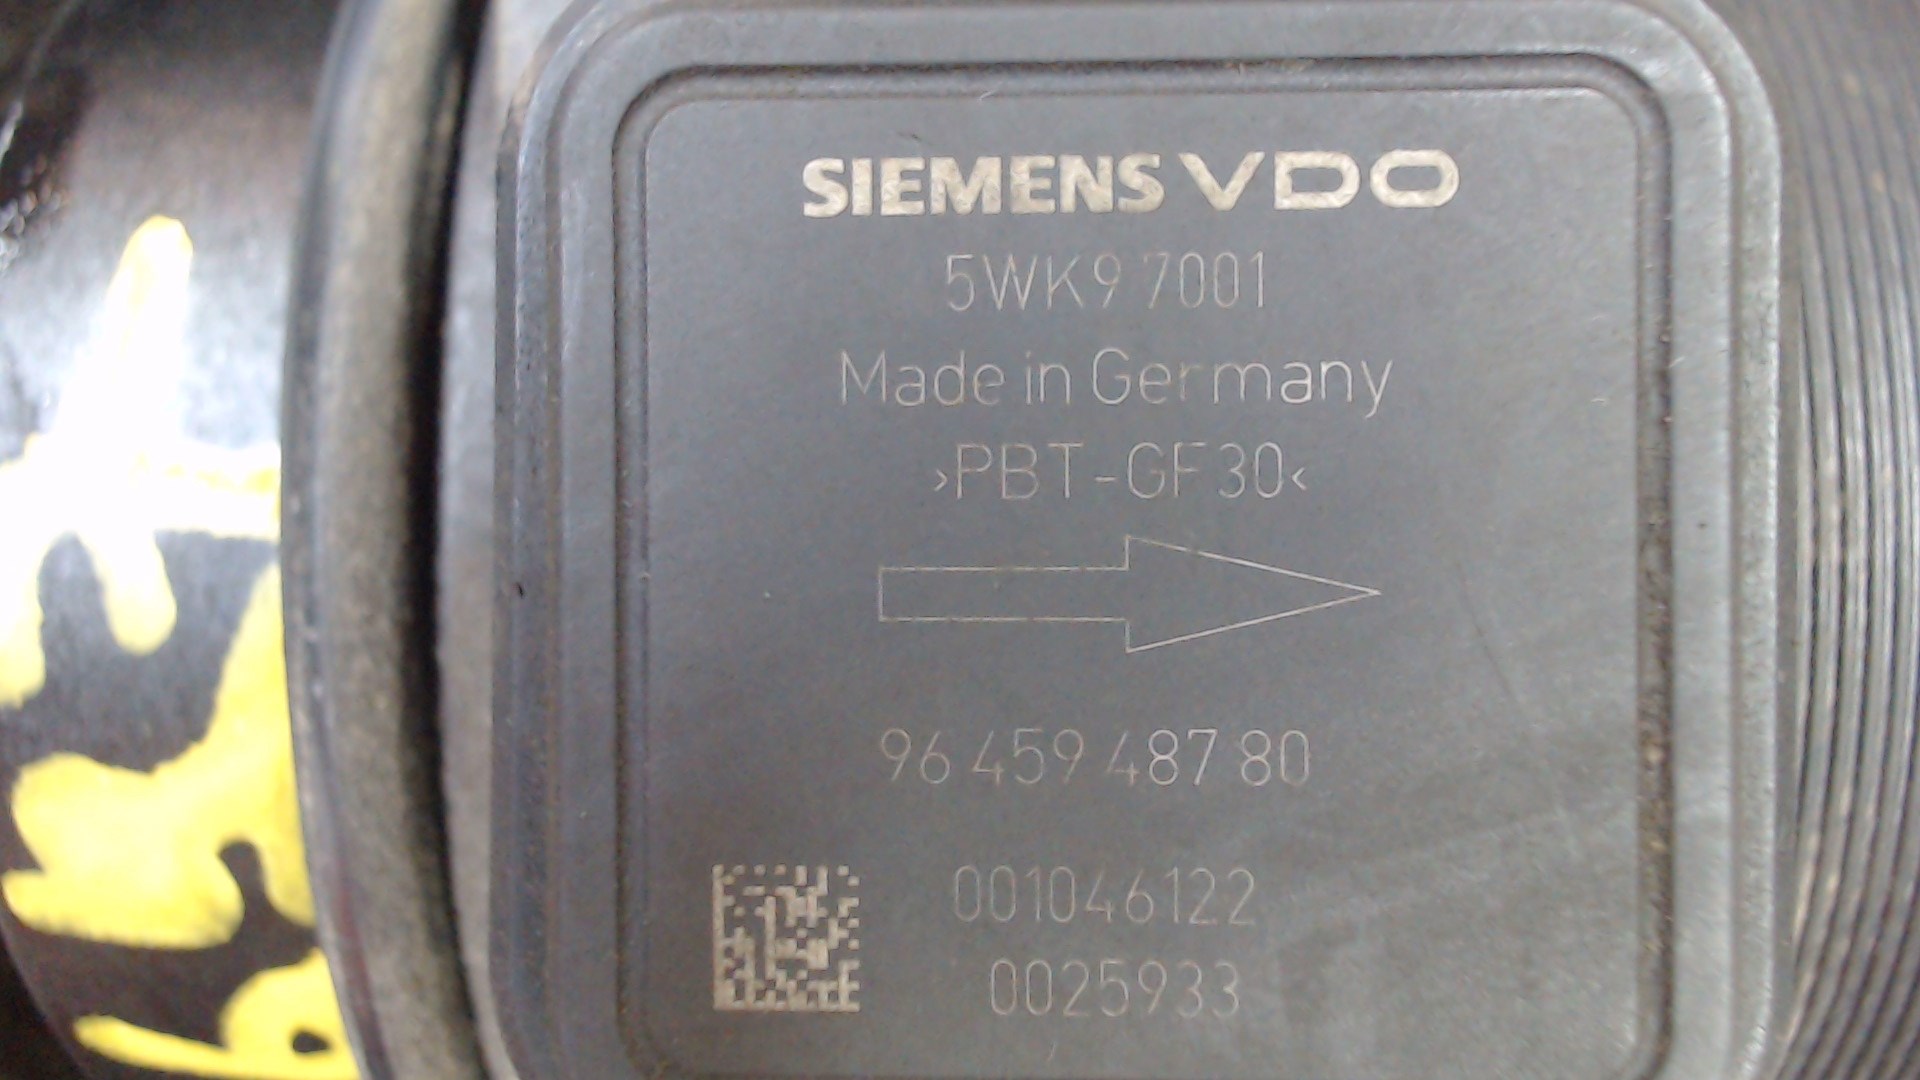 SIEMENS VDO
5WK9 7001
Made in Germany
>PBT-GF30<
96 459 487 80
001046122
0025933